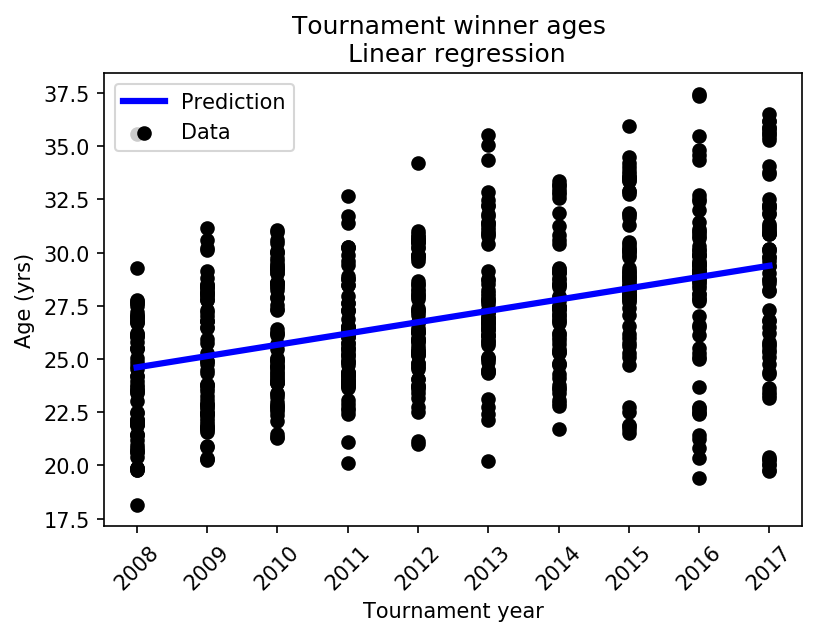 Tournament winner ages
Linear regression
Prediction
Data
37.5
35.0
32.5
30.0
27.5
25.0
22.5
20.0
17.5
Age (yrs)
2008 2009 2010 2011 2012 2013 2014 2015 2016 2017
Tournament year